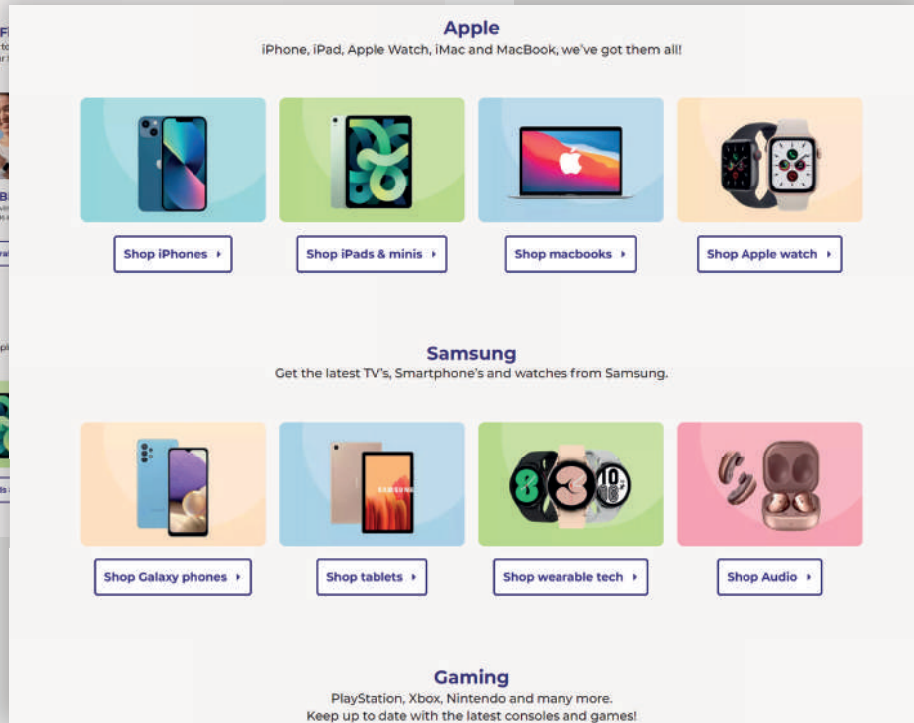 Apple
iPhone, iPad, Apple Watch, iMac and MacBook, we've got them all!
Shop iPhones
Shop iPads & minis
Shop macbooks
Shop Apple watch
Samsung
Get the latest TV's, Smartphone's and watches from Samsung.
SAMSUNG
Shop Galaxy phones
Shop tablets
Shop wearable tech
Shop Audio
Gaming
PlayStation, Xbox, Nintendo and many more.
Keep up to date with the latest consoles and games!